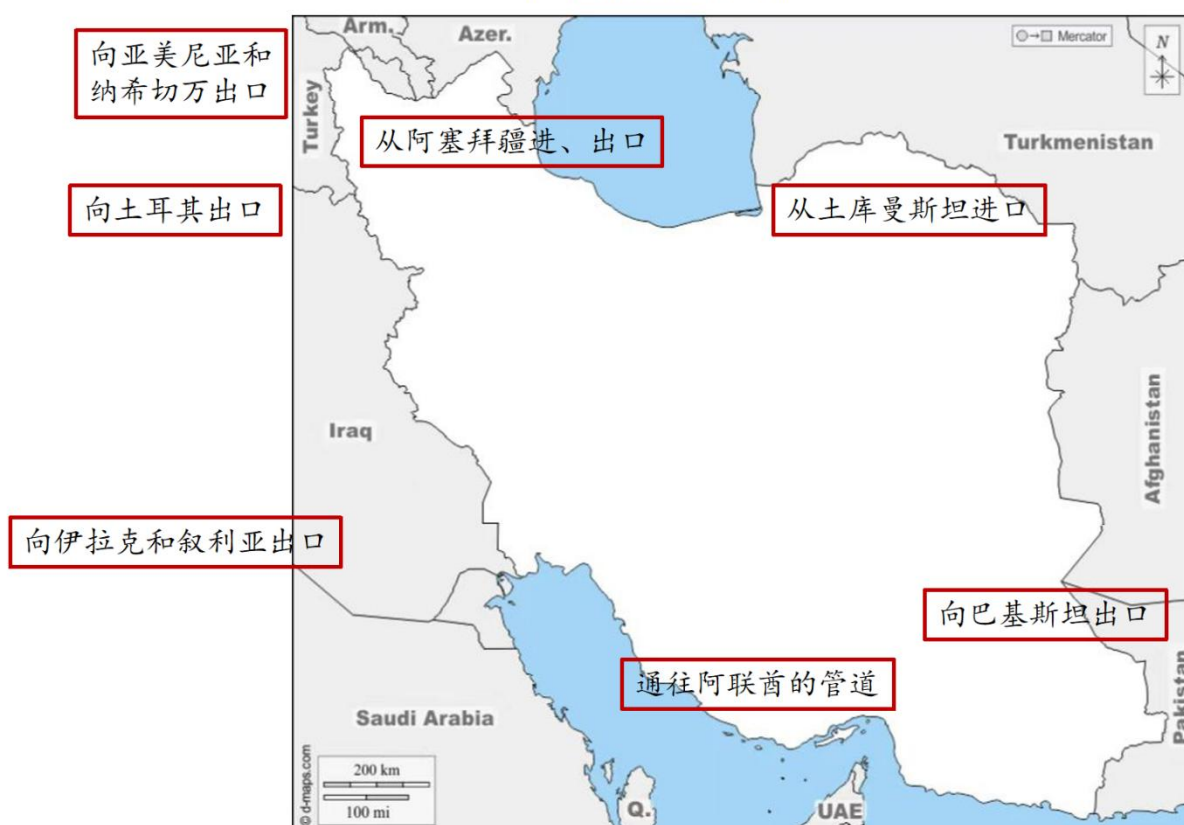 Arm.
Azer.
Mercator
N
向亚美尼亚和
纳希切万出口
Turkey
从阿塞拜疆进、出口
Turkmenistan
向土耳其出口
从土库曼斯坦进口
Iraq
Afghanistan
向伊拉克和叙利亚出口
向巴基斯坦出口
通往阿联酋的管道
Saudi Arabia
Pakistan
200 km
100 mi
© d-maps.com
Q.
UAE